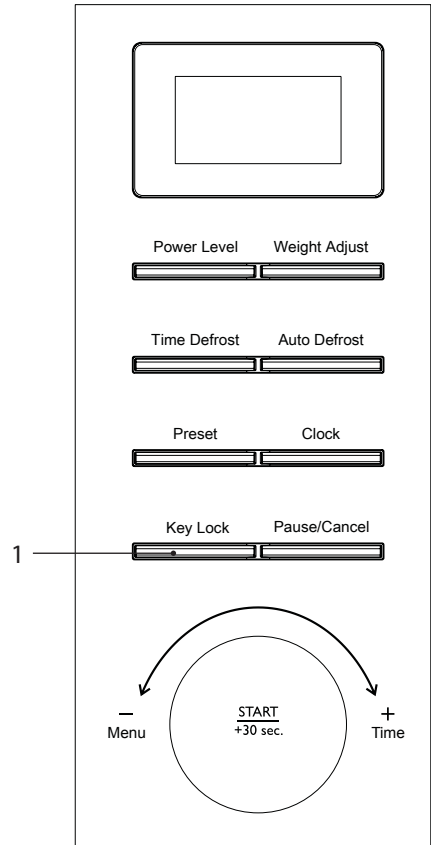 Power Level Weight Adjust
Time Defrost Auto Defrost
Preset Clock
Key Lock Pause/Cancel
1
− Menu
START
+30 sec.
+ Time